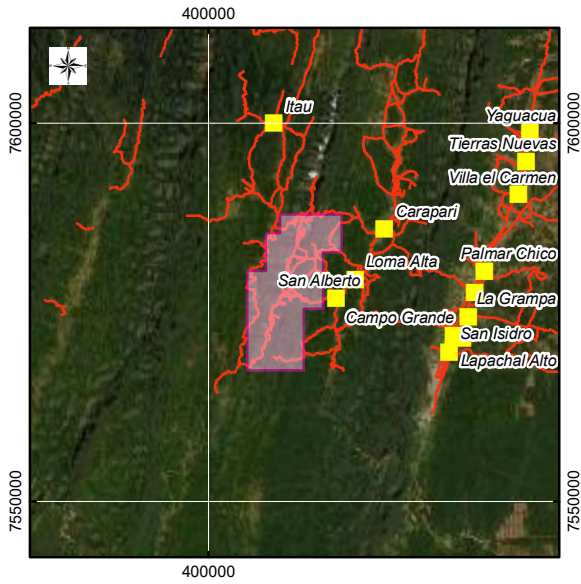 400000
Itau
Yaguacua
7600000
7600000
Tierras Nuevas
Villa el Carmen
Carapari
Palmar Chico
Loma Alta
San Alberto
La Grampa
Campo Grande
San Isidro
Lapachal Alto
7550000
7550000
400000